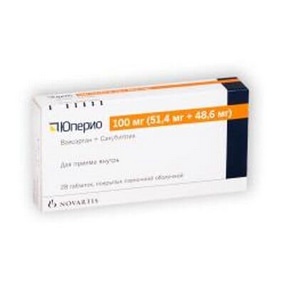 Юперио 100 мг (51,4 мг + 48,6 мг)
Валсартан + Сакубитрил
Для приема внутрь
28 таблеток, покрытых пленочной оболочкой
NOVARTIS